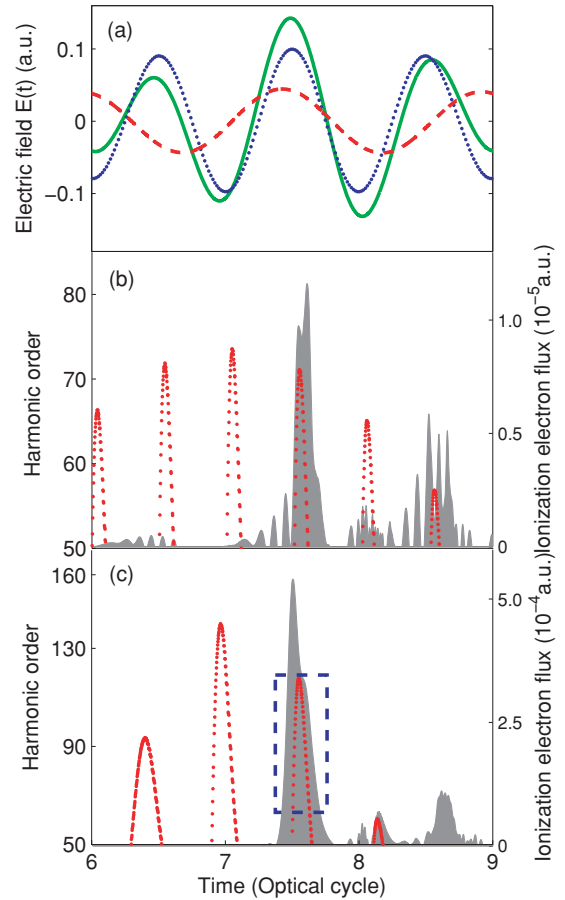 (a)
Electric field E(t) (a.u.)
0.1
0
−0.1
(b)
Harmonic order
80
70
60
50
1.0
0.5
0
Ionization electron flux (10⁻⁵a.u.)
(c)
Harmonic order
160
130
90
50
5.0
2.5
0
Ionization electron flux (10⁻⁴a.u.)
6
7
8
9
Time (Optical cycle)